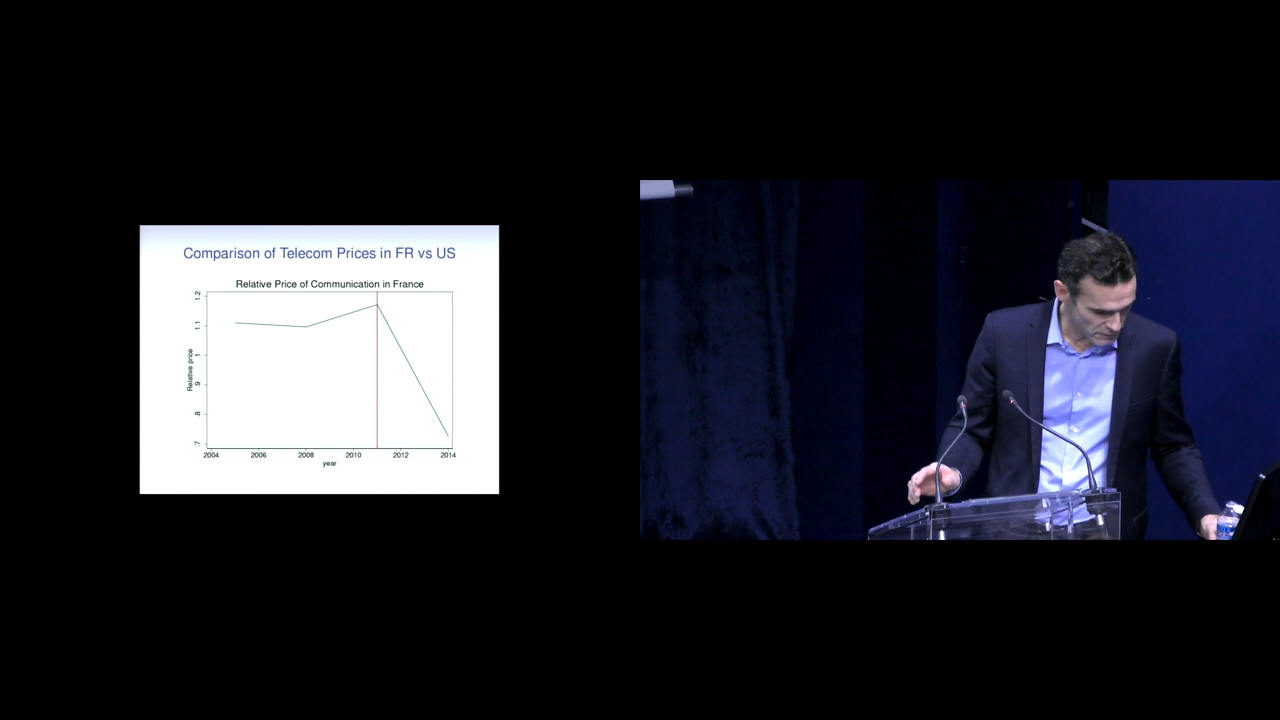 Comparison of Telecom Prices in FR vs US
Relative Price of Communication in France
1.2
1.1
1
.9
.8
.7
Relative price
2004 2006 2008 2010 2012 2014
year